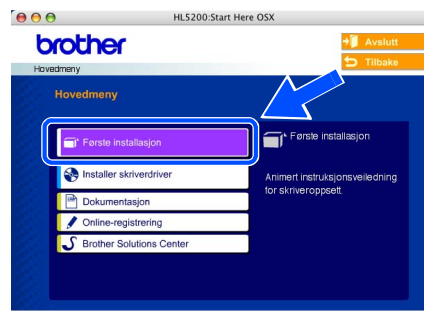 HL5200:Start Here OSX
brother
Avslutt
Tilbake
Hovedmeny
Hovedmeny
Første installasjon
Installer skriverdriver
Dokumentasjon
Online-registrering
Brother Solutions Center
Første installasjon
Animert instruksjonsveiledning
for skriveroppsett.